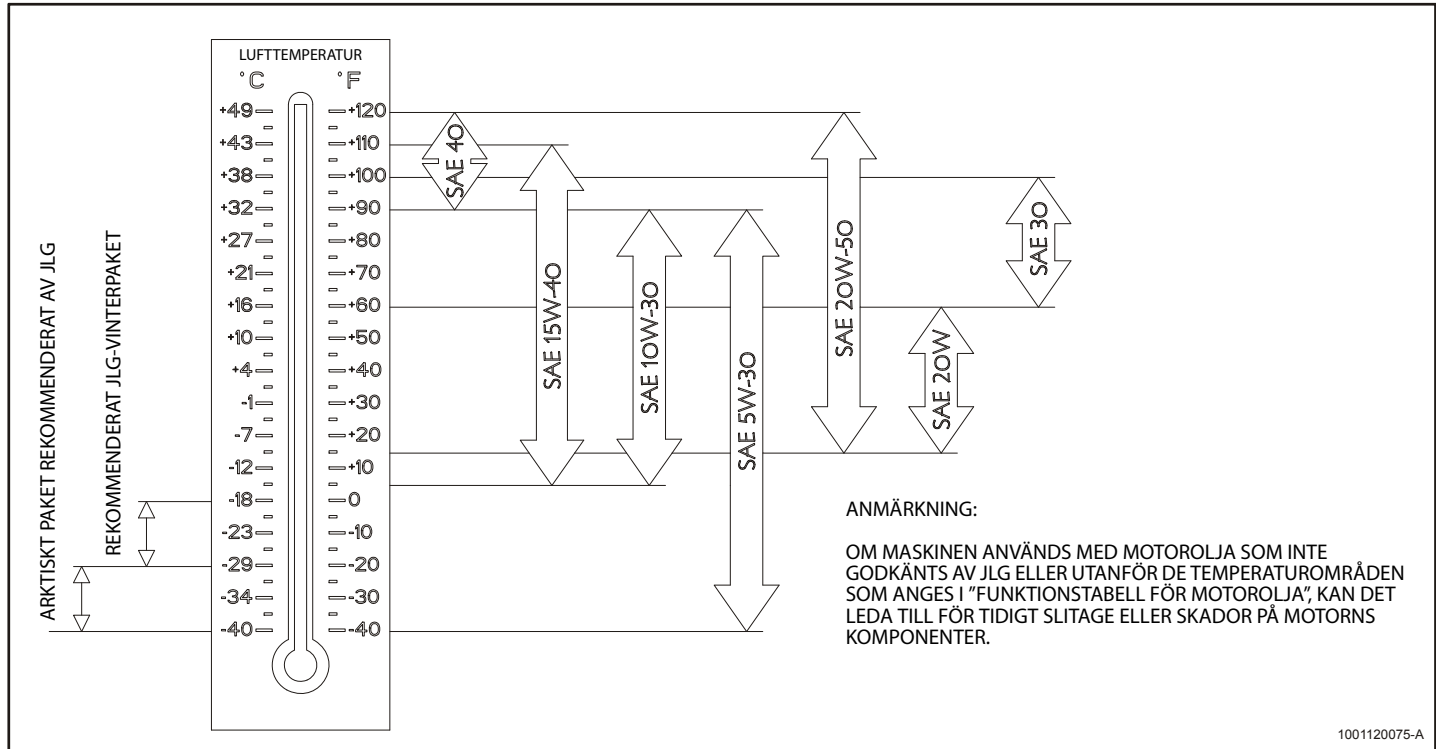 LUFTTEMPERATUR
°C °F
+49 +120
+43 +110
+38 +100
+32 +90
+27 +80
+21 +70
+16 +60
+10 +50
+4 +40
-1 +30
-7 +20
-12 +10
-18 0
-23 -10
-29 -20
-34 -30
-40 -40
ARKTISKT PAKET REKOMMENDERAT AV JLG
REKOMMENDERAT JLG-VINTERPAKET
SAE 40
SAE 15W-40
SAE 10W-30
SAE 5W-30
SAE 20W-50
SAE 20W
SAE 30
ANMÄRKNING:
OM MASKINEN ANVÄNDS MED MOTOROLJA SOM INTE
GODKÄNTS AV JLG ELLER UTANFÖR DE TEMPERATUROMRÅDEN
SOM ANGES I ”FUNKTIONSTABELL FÖR MOTOROLJA”, KAN DET
LEDA TILL FÖR TIDIGT SLITAGE ELLER SKADOR PÅ MOTORNS
KOMPONENTER.
1001120075-A